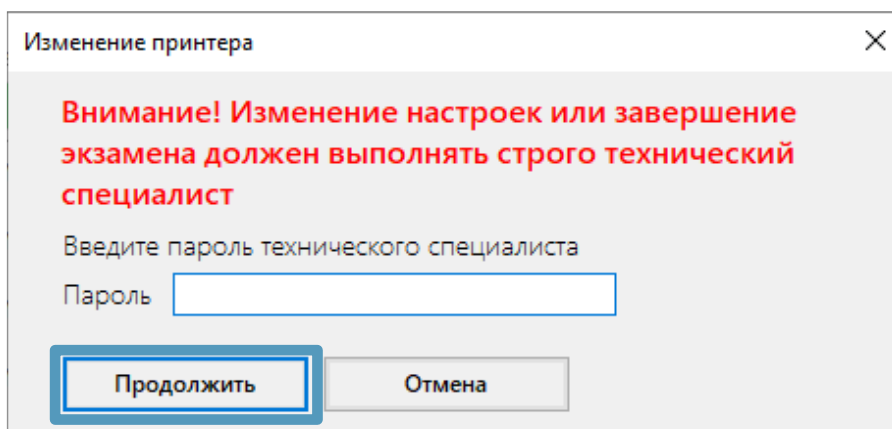 Изменение принтера
Внимание! Изменение настроек или завершение
экзамена должен выполнять строго технический
специалист
Введите пароль технического специалиста
Пароль
Продолжить Отмена